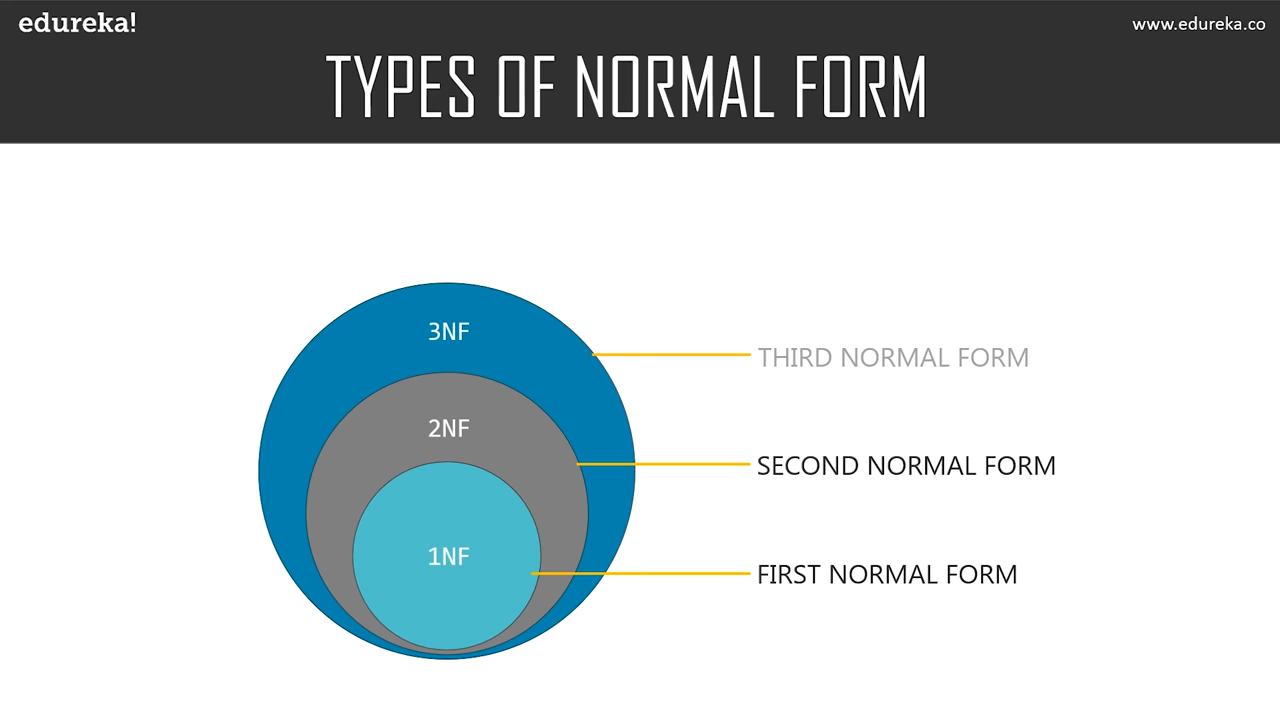 edureka!
www.edureka.co
TYPES OF NORMAL FORM
3NF
THIRD NORMAL FORM
2NF
SECOND NORMAL FORM
1NF
FIRST NORMAL FORM